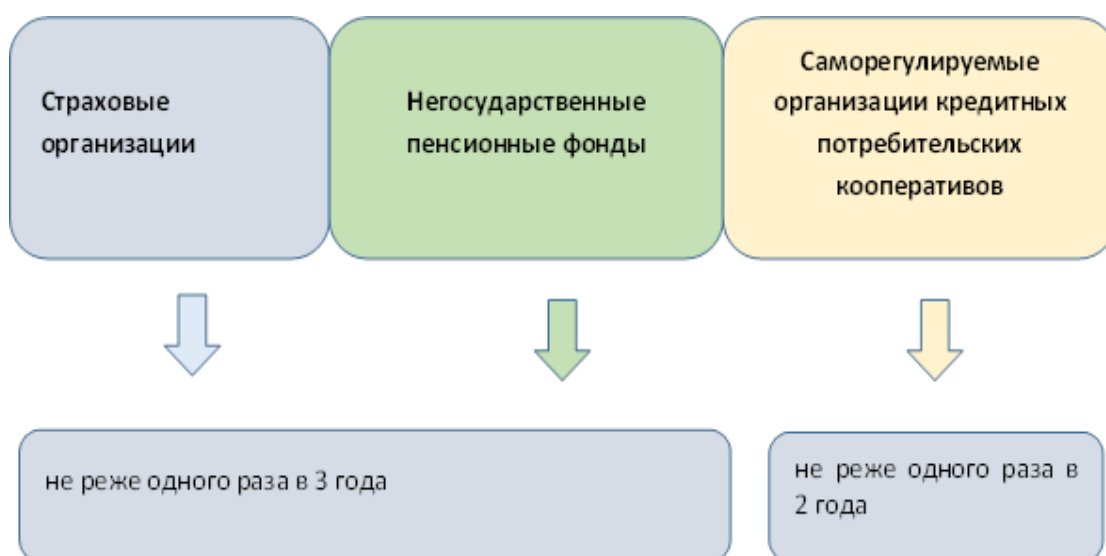 Страховые
организации
Негосударственные
пенсионные фонды
Саморегулируемые
организации кредитных
потребительских
кооперативов
не реже одного раза в 3 года
не реже одного раза в
2 года